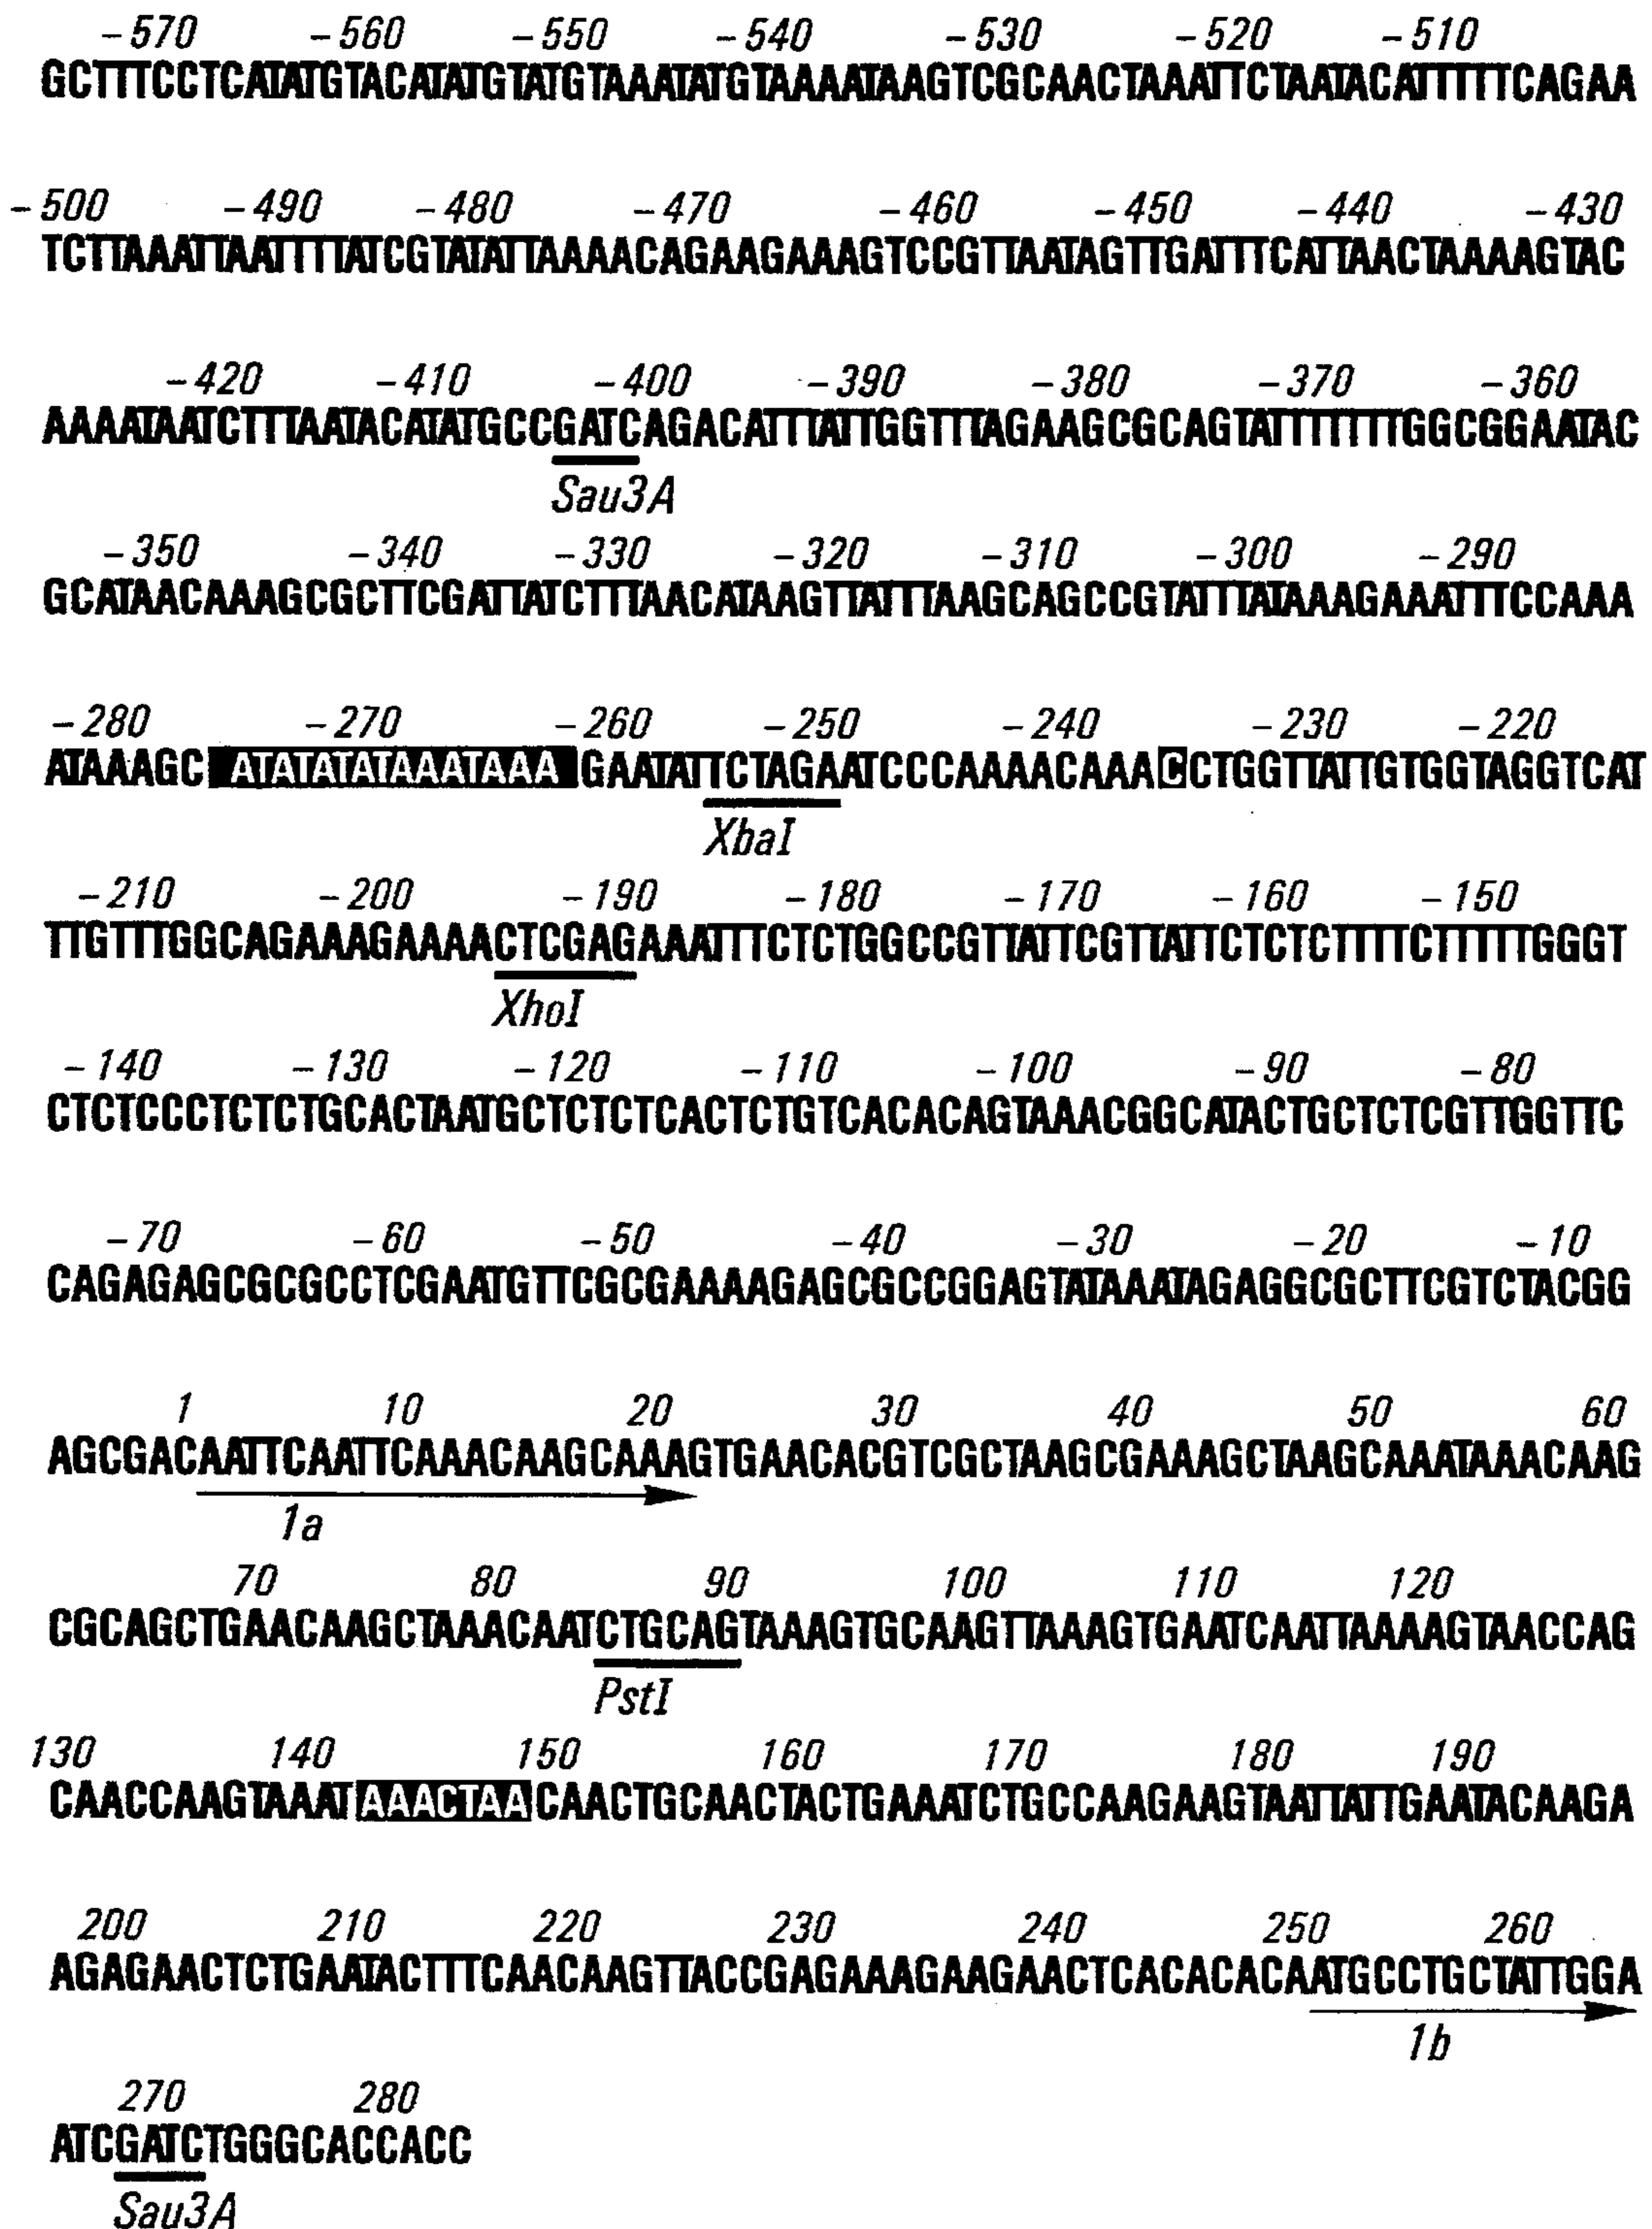 -570 -560 -550 -540 -530 -520 -510
GCTTTCCTCATATGTACATATGTATGTAAATATGTAAAATAAGTCGCAACTAAATTCTAATACATTTTTCAGAA
-500 -490 -480 -470 -460 -450 -440 -430
TCTTAAATTAATTTTATCGTATATTAAAACAGAAGAAAGTCCGTTAATAGTTGATTTCATTAACTAAAAGTAC
-420 -410 -400 -390 -380 -370 -360
AAAATAATCTTTAATACATATGCCGATCAGACATTTATTGGTTTAGAAGCGCAGTATTTTTTTGGCGGAATAC
Sau3A
-350 -340 -330 -320 -310 -300 -290
GCATAACAAAGCGCTTCGATTATCTTTAACATAAGTTATTTAAGCAGCCGTATTTATAAAGAAATTTCCAAA
-280 -270 -260 -250 -240 -230 -220
ATAAAGC ATATATATAAATAAA GAATATTCTAGAATCCCAAAACAAA C CTGGTTATTGTGGTAGGTCAT
XbaI
-210 -200 -190 -180 -170 -160 -150
TTGTTTGGCAGAAAGAAAACTCGAGAAATTTCTCTGGCCGTTATTCGTTATTCTCTCTTTTCTTTTTGGGT
XhoI
-140 -130 -120 -110 -100 -90 -80
CTCTCCCTCTCTGCACTAATGCTCTCTCACTCTGTCACACAGTAAACGGCATACTGCTCTCGTTGGTTC
-70 -60 -50 -40 -30 -20 -10
CAGAGAGCGCGCCTCGAATGTTCGCGAAAAGAGCGCCGGAGTATAAATAGAGGCGCTTCGTCTACGG
1 10 20 30 40 50 60
AGCGACAATTCAATTCAAACAAGCAAAGTGAACACGTCGCTAAGCGAAAGCTAAGCAAATAAACAAG
1a
70 80 90 100 110 120
CGCAGCTGAACAAGCTAAACAATCTGCAGTAAAGTGCAAGTTAAAGTGAATCAATTAAAAGTAACCAG
PstI
130 140 150 160 170 180 190
CAACCAAGTAAAT AAACTAA CAACTGCAACTACTGAAATCTGCCAAGAAGTAATTATTGAATACAAGA
200 210 220 230 240 250 260
AGAGAACTCTGAATACTTTCAACAAGTTACCGAGAAAGAAGAACTCACACACAATGCCTGCTATTGGA
1b
270 280
ATCGATCTGGGCACCACC
Sau3A